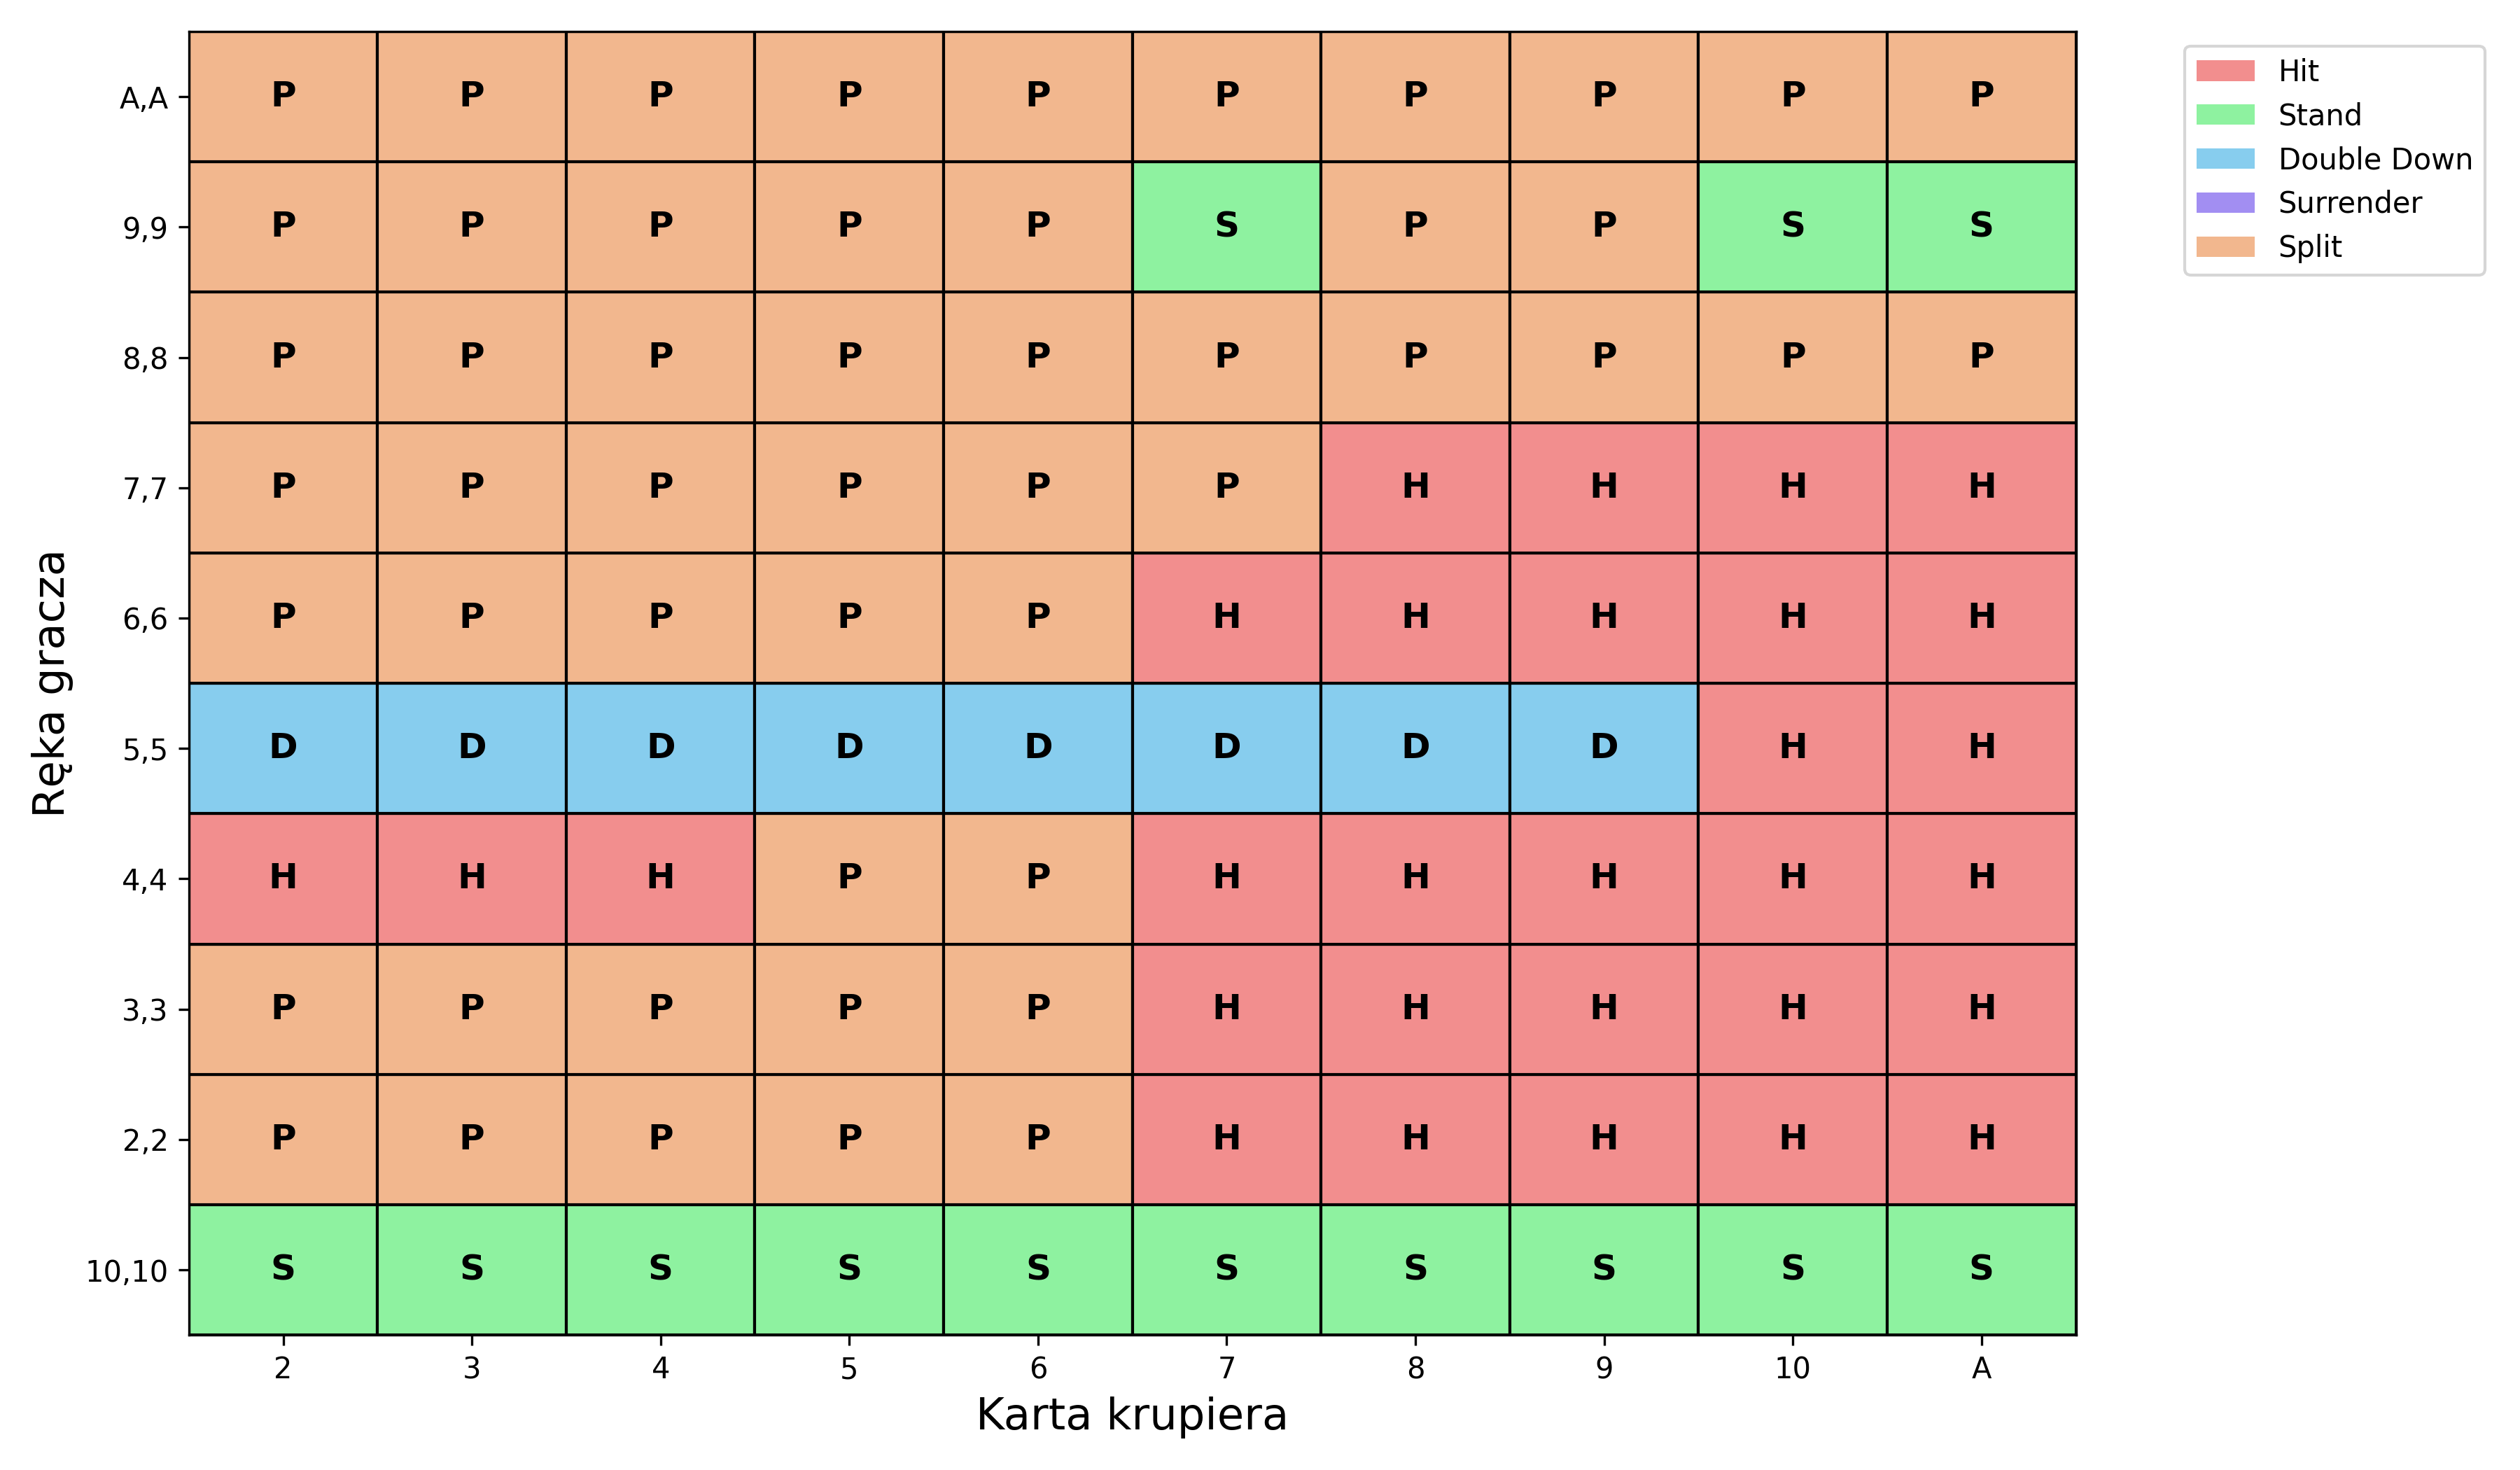 A,A P P P P P P P P P P
9,9 P P P P P S P P S S
8,8 P P P P P P P P P P
7,7 P P P P P P H H H H
6,6 P P P P P H H H H H
5,5 D D D D D D D D H H
4,4 H H H P P H H H H H
3,3 P P P P P H H H H H
2,2 P P P P P H H H H H
10,10 S S S S S S S S S S
2 3 4 5 6 7 8 9 10 A
Karta krupiera
Ręka gracza
Hit
Stand
Double Down
Surrender
Split